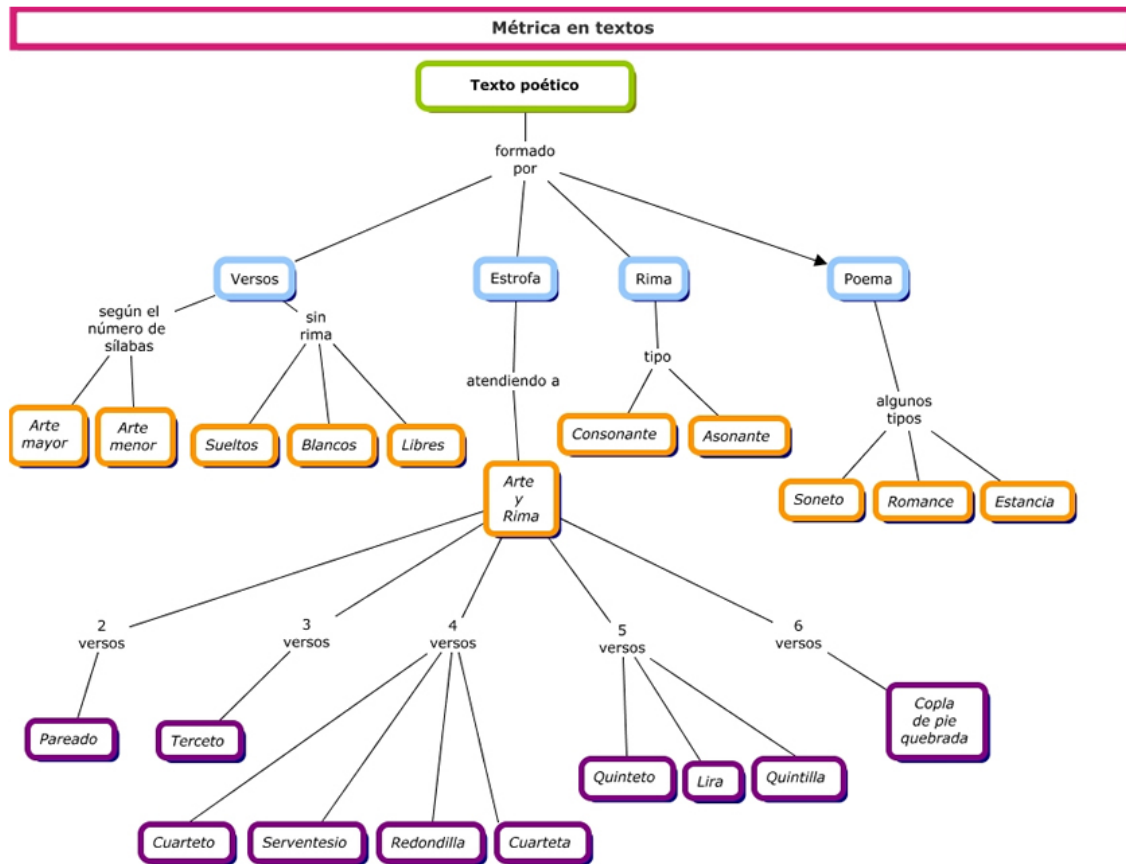 Métrica en textos
Texto poético
formado
por
Versos
Estrofa
Rima
Poema
según el
número de
sílabas
sin
rima
atendiendo a
tipo
algunos
tipos
Arte
mayor
Arte
menor
Sueltos
Blancos
Libres
Consonante
Asonante
Soneto
Romance
Estancia
Arte
y
Rima
2
versos
3
versos
4
versos
5
versos
6
versos
Pareado
Terceto
Cuarteto
Serventesio
Redondilla
Cuarteta
Quinteto
Lira
Quintilla
Copla
de pie
quebrada